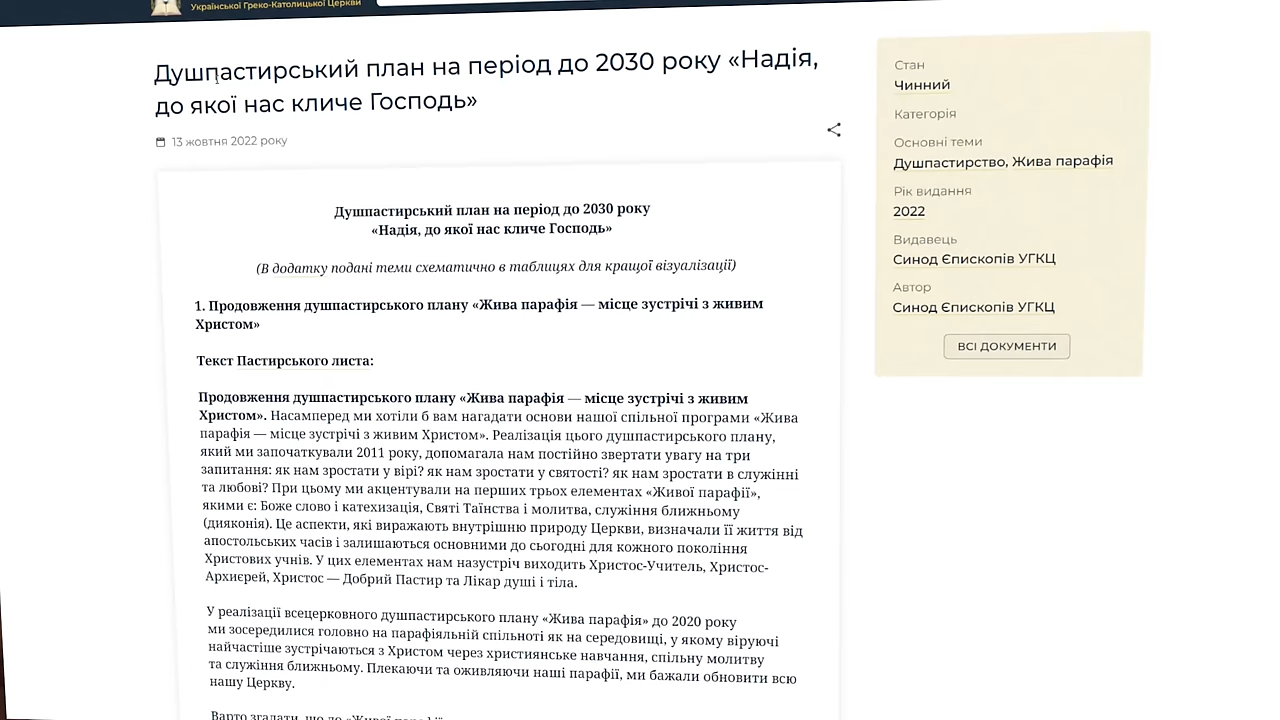 Української Греко-Католицької Церкви
Душпастирський план на період до 2030 року «Надія,
до якої нас кличе Господь»
13 жовтня 2022 року
Душпастирський план на період до 2030 року
«Надія, до якої нас кличе Господь»
(В додатку подані теми схематично в таблицях для кращої візуалізації)
1. Продовження душпастирського плану «Жива парафія — місце зустрічі з живим
Христом»
Текст Пастирського листа:
Продовження душпастирського плану «Жива парафія — місце зустрічі з живим
Христом». Насамперед ми хотіли б вам нагадати основи нашої спільної програми «Жива
парафія — місце зустрічі з живим Христом». Реалізація цього душпастирського плану,
який ми започаткували 2011 року, допомагала нам постійно звертати увагу на три
запитання: як нам зростати у вірі? як нам зростати у святості? як нам зростати в служінні
та любові? При цьому ми акцентували на перших трьох елементах «Живої парафії»,
якими є: Боже слово і катехизація, Святі Таїнства і молитва, служіння ближньому
(дияконія). Це аспекти, які виражають внутрішню природу Церкви, визначали її життя від
апостольських часів і залишаються основними до сьогодні для кожного покоління
Христових учнів. У цих елементах нам назустріч виходить Христос-Учитель, Христос-
Архиєрей, Христос — Добрий Пастир та Лікар душі і тіла.
У реалізації всецерковного душпастирського плану «Жива парафія» до 2020 року
ми зосередилися головно на парафіяльній спільноті як на середовищі, у якому віруючі
найчастіше зустрічаються з Христом через християнське навчання, спільну молитву
та служіння ближньому. Плекаючи та оживляючи наші парафії, ми бажали обновити всю
нашу Церкву.
Варто згадати, що до «Живої парафії»
Стан
Чинний
Категорія
Основні теми
Душпастирство, Жива парафія
Рік видання
2022
Видавець
Синод Єпископів УГКЦ
Автор
Синод Єпископів УГКЦ
ВСІ ДОКУМЕНТИ